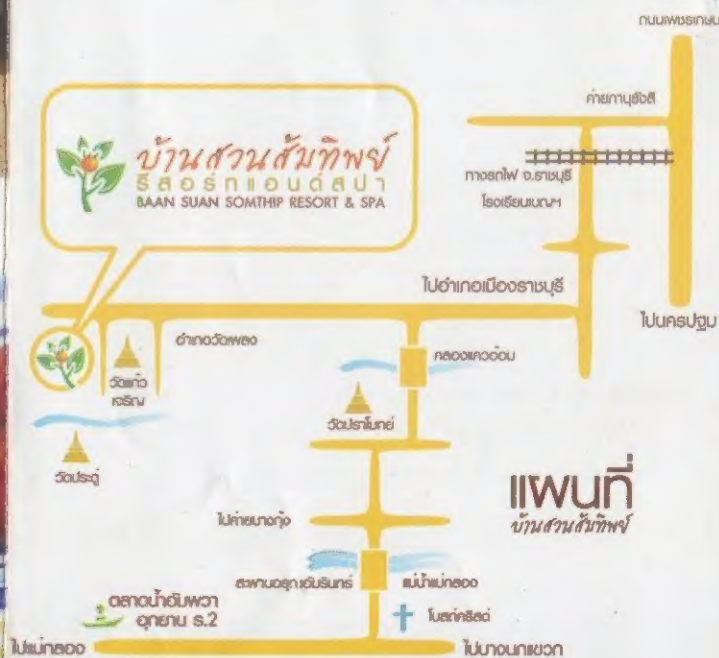 ถนนเพชรเกษม
ค่ายภานุรังสี
บ้านสวนส้มทิพย์
รีสอร์ทแอนด์สปา
BAAN SUAN SOMTHIP RESORT & SPA
ทางรถไฟ จ.ราชบุรี
โรงเรียนเบญฯ
ไปอำเภอเมืองราชบุรี
ไปนครปฐม
อำเภอวัดเพลง
คลองแควอ้อม
วัดแก้ว
เจริญ
วัดปราโมทย์
วัดประดู่
แผนที่
บ้านสวนส้มทิพย์
ไปค่ายบางกุ้ง
สะพานอรุณอัมรินทร์
แม่น้ำแม่กลอง
ตลาดน้ำอัมพวา
อุทยาน ร.2
โบสถ์คริสต์
ไปแม่กลอง
ไปบางนกแขวก